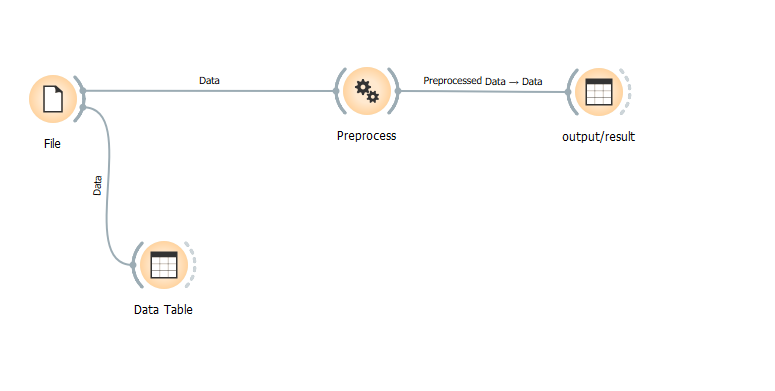 Data
Preprocessed Data → Data
File
Preprocess
output/result
Data
Data Table